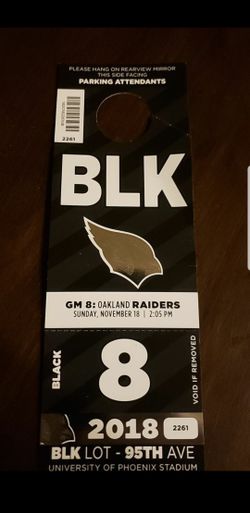 PLEASE HANG ON REARVIEW MIRROR
THIS SIDE FACING
PARKING ATTENDANTS
2261
BLK
GM 8: OAKLAND RAIDERS
SUNDAY, NOVEMBER 18 | 2:05 PM
BLACK
8
VOID IF REMOVED
2018
2261
BLK LOT - 95TH AVE
UNIVERSITY OF PHOENIX STADIUM